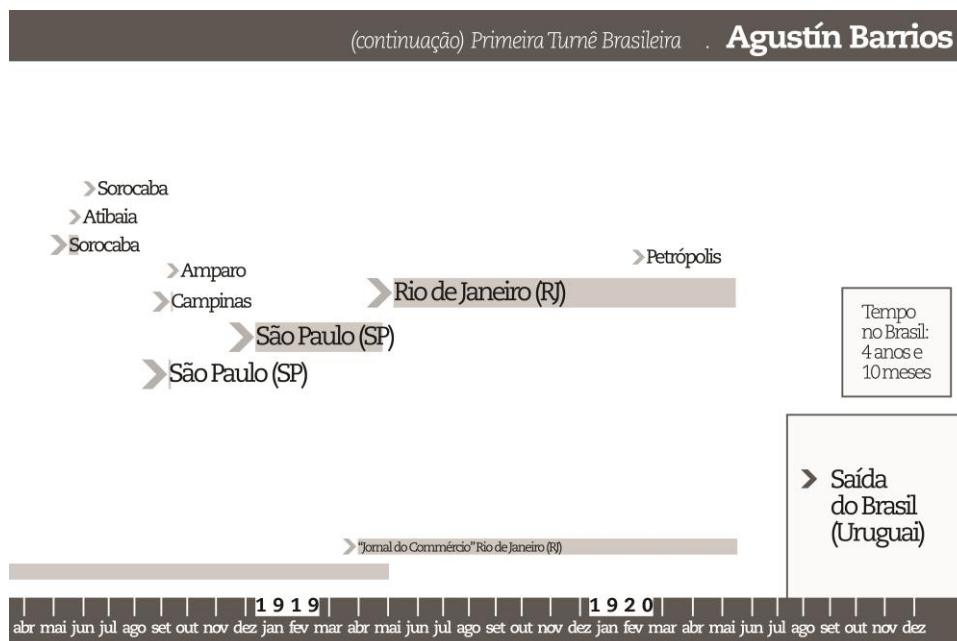 (continuação) Primeira Turnê Brasileira . Agustín Barrios
Sorocaba
Atibaia
Sorocaba
Amparo
Campinas
São Paulo (SP)
São Paulo (SP)
Rio de Janeiro (RJ)
Petrópolis
Tempo
no Brasil:
4 anos e
10 meses
Saída
do Brasil
(Uruguai)
"Jornal do Commércio" Rio de Janeiro (RJ)
1919 1920
abr mai jun jul ago set out nov dez jan fev mar abr mai jun jul ago set out nov dez jan fev mar abr mar jun jul ago set out nov dez